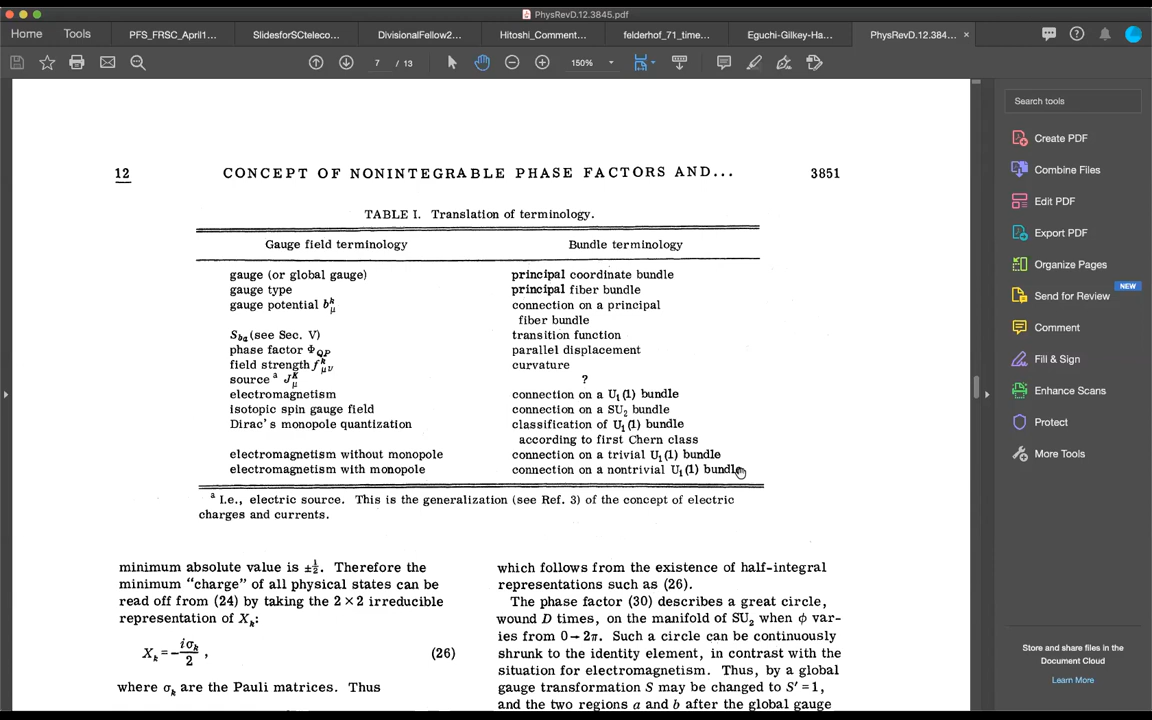 PhysRevD.12.3845.pdf
Home Tools PFS_FRSC_April1... SlidesforSCteleco... DivisionalFellow2... Hitoshi_Comment... felderhof_71_time... Eguchi-Gilkey-Ha... PhysRevD.12.384... ×
7 / 13 150%
Search tools
Create PDF
Combine Files
Edit PDF
Export PDF
Organize Pages
Send for Review NEW
Comment
Fill & Sign
Enhance Scans
Protect
More Tools
Store and share files in the
Document Cloud
Learn More
12 CONCEPT OF NONINTEGRABLE PHASE FACTORS AND... 3851
TABLE I. Translation of terminology.
Gauge field terminology Bundle terminology
gauge (or global gauge) principal coordinate bundle
gauge type principal fiber bundle
gauge potential b_μ^k connection on a principal
fiber bundle
S_ba (see Sec. V) transition function
phase factor Φ_QP parallel displacement
field strength f_μν^k curvature
source ᵃ J_μ^K ?
electromagnetism connection on a U₁(1) bundle
isotopic spin gauge field connection on a SU₂ bundle
Dirac's monopole quantization classification of U₁(1) bundle
according to first Chern class
electromagnetism without monopole connection on a trivial U₁(1) bundle
electromagnetism with monopole connection on a nontrivial U₁(1) bundle
ᵃ I.e., electric source. This is the generalization (see Ref. 3) of the concept of electric
charges and currents.
minimum absolute value is ±½. Therefore the
minimum "charge" of all physical states can be
read off from (24) by taking the 2 × 2 irreducible
representation of X_k:
X_k = -iσ_k/2 , (26)
where σ_k are the Pauli matrices. Thus
which follows from the existence of half-integral
representations such as (26).
The phase factor (30) describes a great circle,
wound D times, on the manifold of SU₂ when φ var-
ies from 0→2π. Such a circle can be continuously
shrunk to the identity element, in contrast with the
situation for electromagnetism. Thus, by a global
gauge transformation S may be changed to S' = 1,
and the two regions a and b after the global gauge